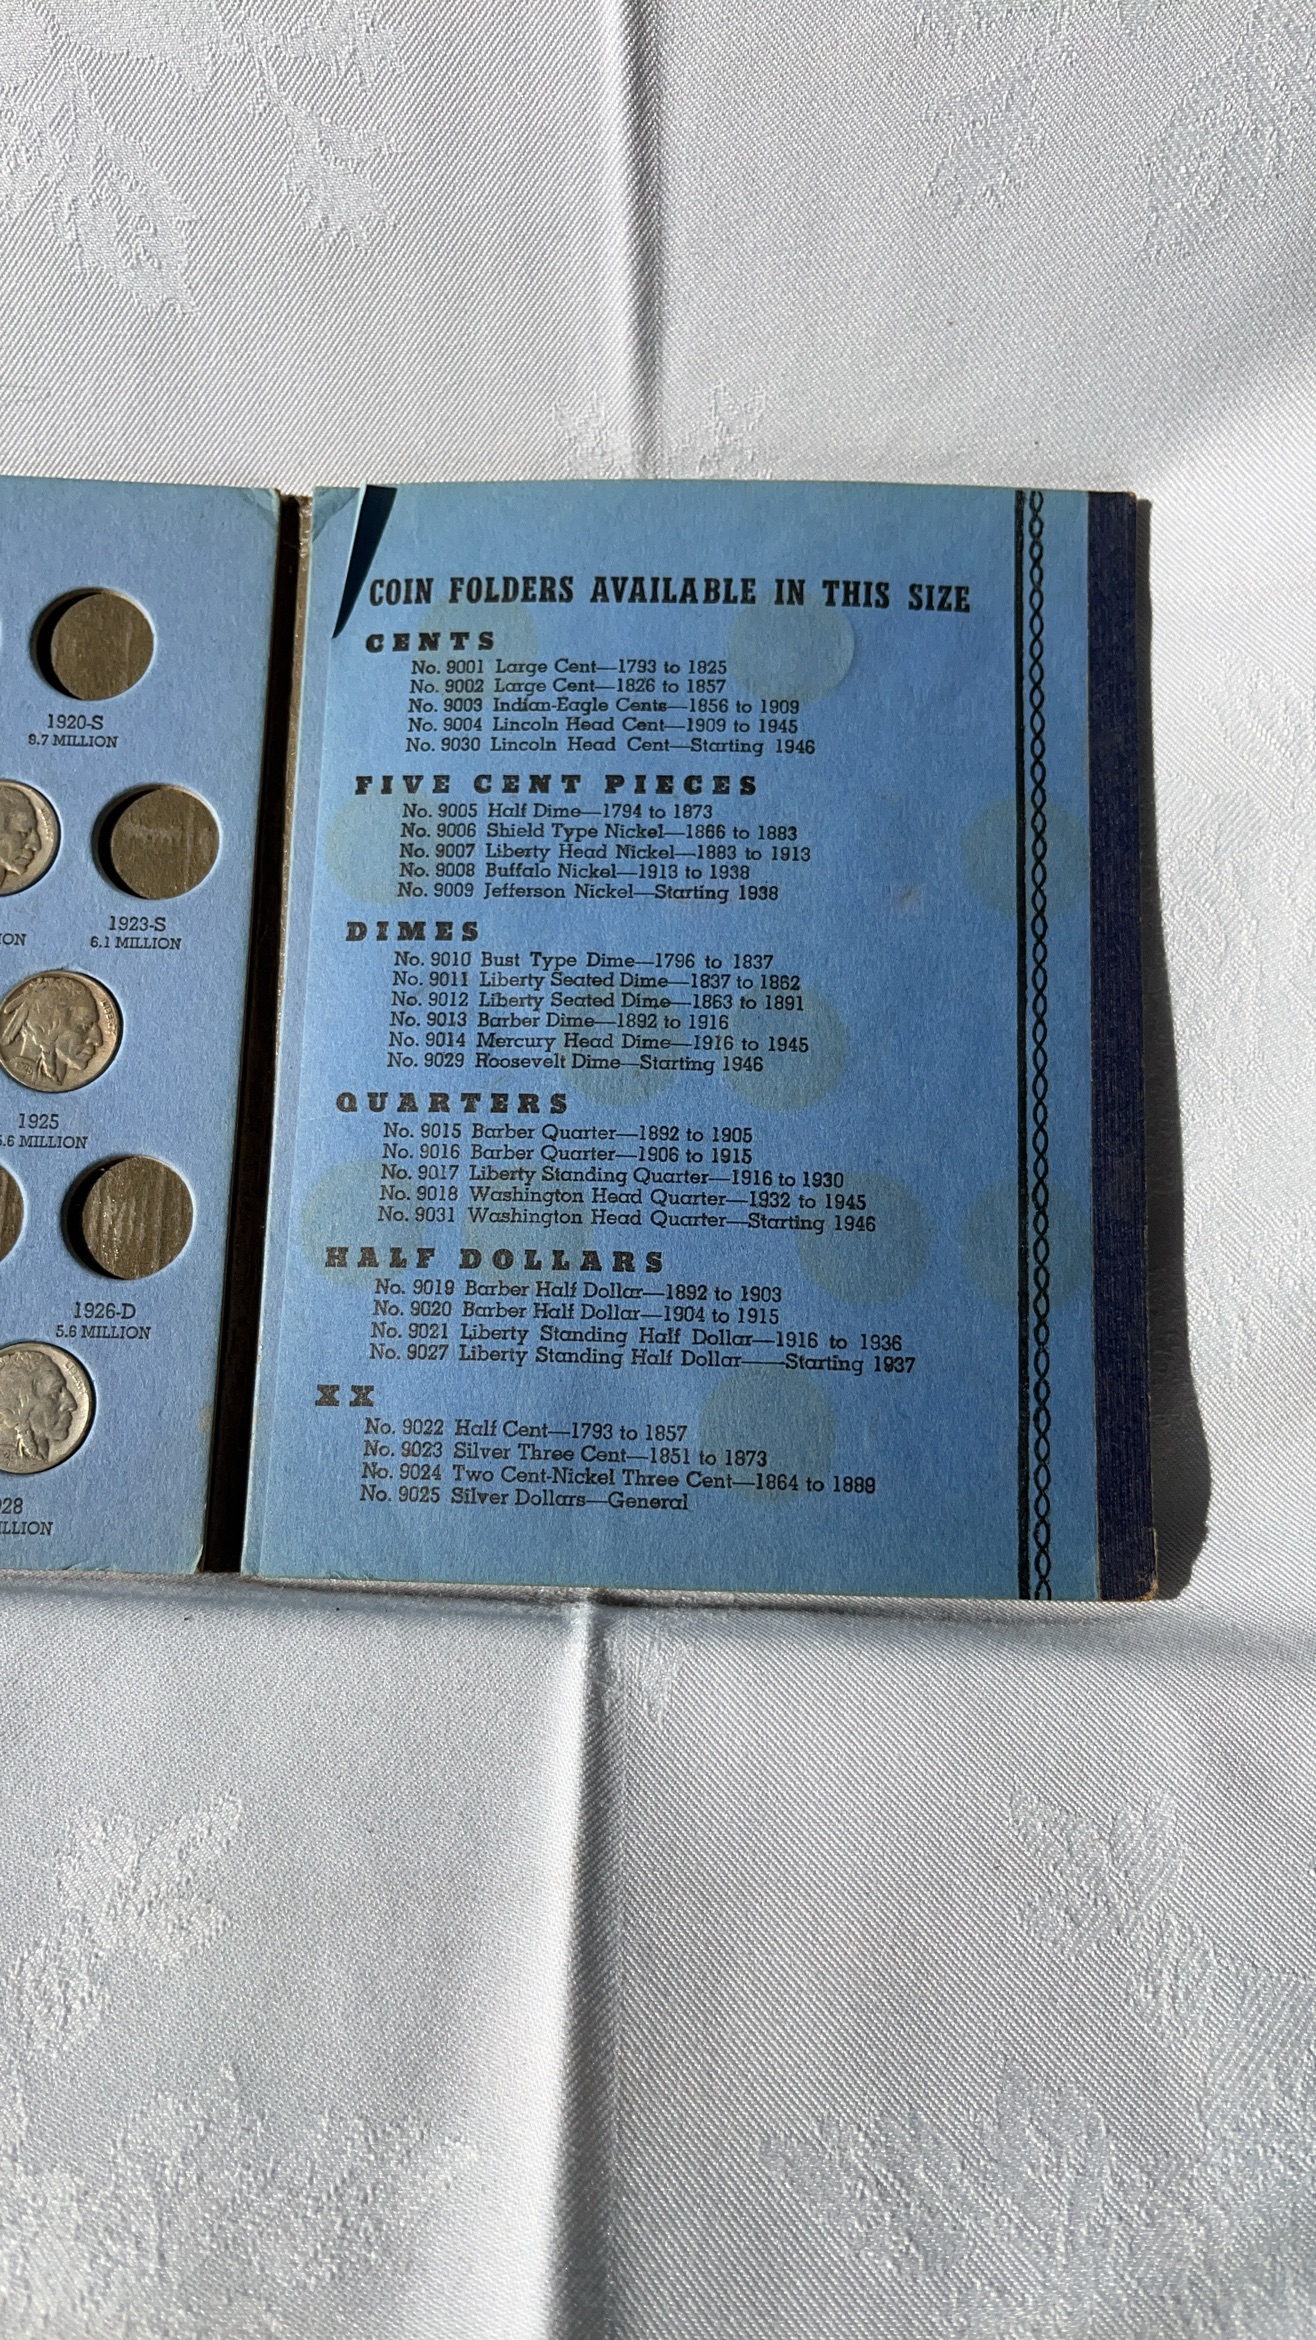 1920-S
9.7 MILLION
1923-S
6.1 MILLION
1925
MILLION
1926-D
5.6 MILLION
COIN FOLDERS AVAILABLE IN THIS SIZE
CENTS
No. 9001 Large Cent—1793 to 1825
No. 9002 Large Cent—1826 to 1857
No. 9003 Indian-Eagle Cents—1856 to 1909
No. 9004 Lincoln Head Cent—1909 to 1945
No. 9030 Lincoln Head Cent—Starting 1946
FIVE CENT PIECES
No. 9005 Half Dime—1794 to 1873
No. 9006 Shield Type Nickel—1866 to 1883
No. 9007 Liberty Head Nickel—1883 to 1913
No. 9008 Buffalo Nickel—1913 to 1938
No. 9009 Jefferson Nickel—Starting 1938
DIMES
No. 9010 Bust Type Dime—1796 to 1837
No. 9011 Liberty Seated Dime—1837 to 1862
No. 9012 Liberty Seated Dime—1863 to 1891
No. 9013 Barber Dime—1892 to 1916
No. 9014 Mercury Head Dime—1916 to 1945
No. 9029 Roosevelt Dime—Starting 1946
QUARTERS
No. 9015 Barber Quarter—1892 to 1905
No. 9016 Barber Quarter—1906 to 1915
No. 9017 Liberty Standing Quarter—1916 to 1930
No. 9018 Washington Head Quarter—1932 to 1945
No. 9031 Washington Head Quarter—Starting 1946
HALF DOLLARS
No. 9019 Barber Half Dollar—1892 to 1903
No. 9020 Barber Half Dollar—1904 to 1915
No. 9021 Liberty Standing Half Dollar—1916 to 1936
No. 9027 Liberty Standing Half Dollar——Starting 1937
XX
No. 9022 Half Cent—1793 to 1857
No. 9023 Silver Three Cent—1851 to 1873
No. 9024 Two Cent-Nickel Three Cent—1864 to 1889
No. 9025 Silver Dollars—General